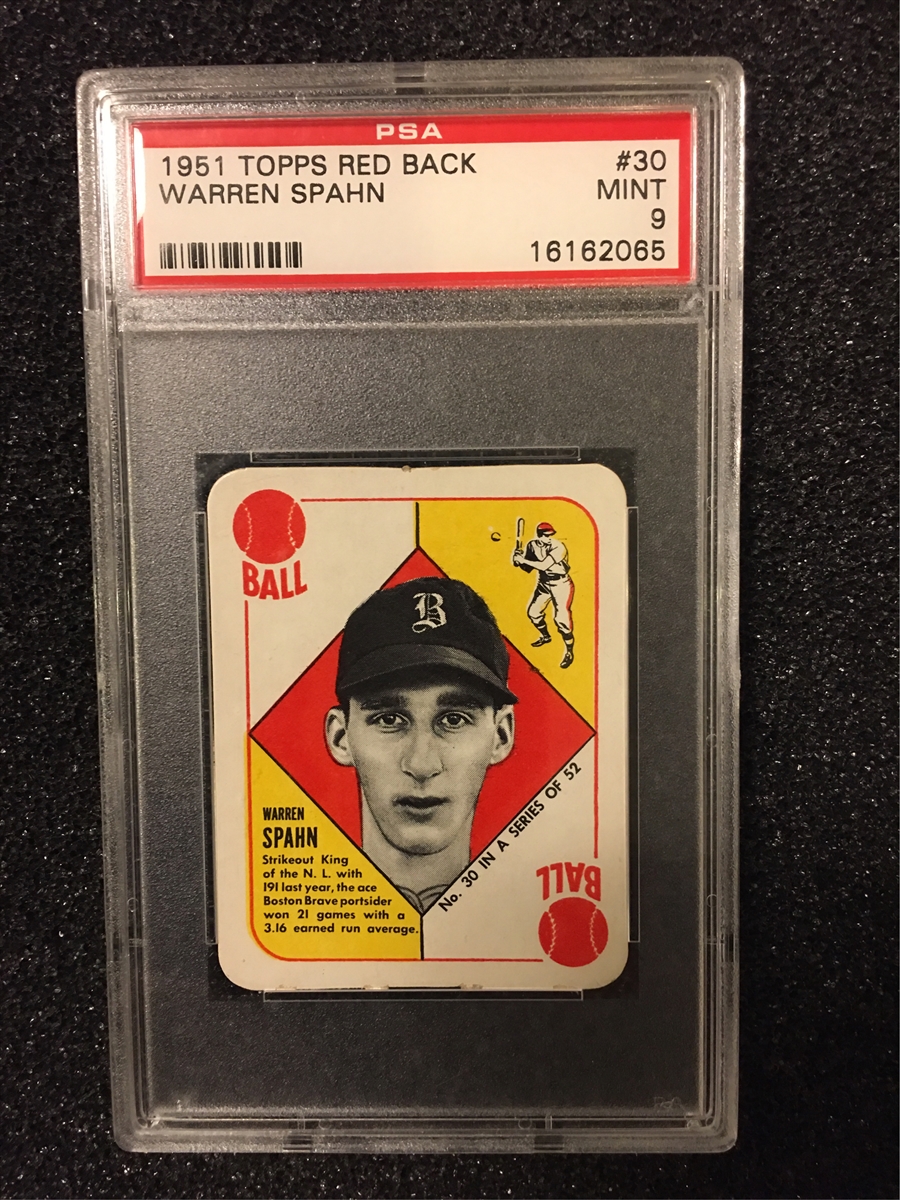 PSA
1951 TOPPS RED BACK #30
WARREN SPAHN MINT
9
16162065
BALL
B
WARREN
SPAHN
Strikeout King
of the N. L. with
191 last year, the ace
Boston Brave portsider
won 21 games with a
3.16 earned run average.
No. 30 IN A SERIES OF 52
BALL